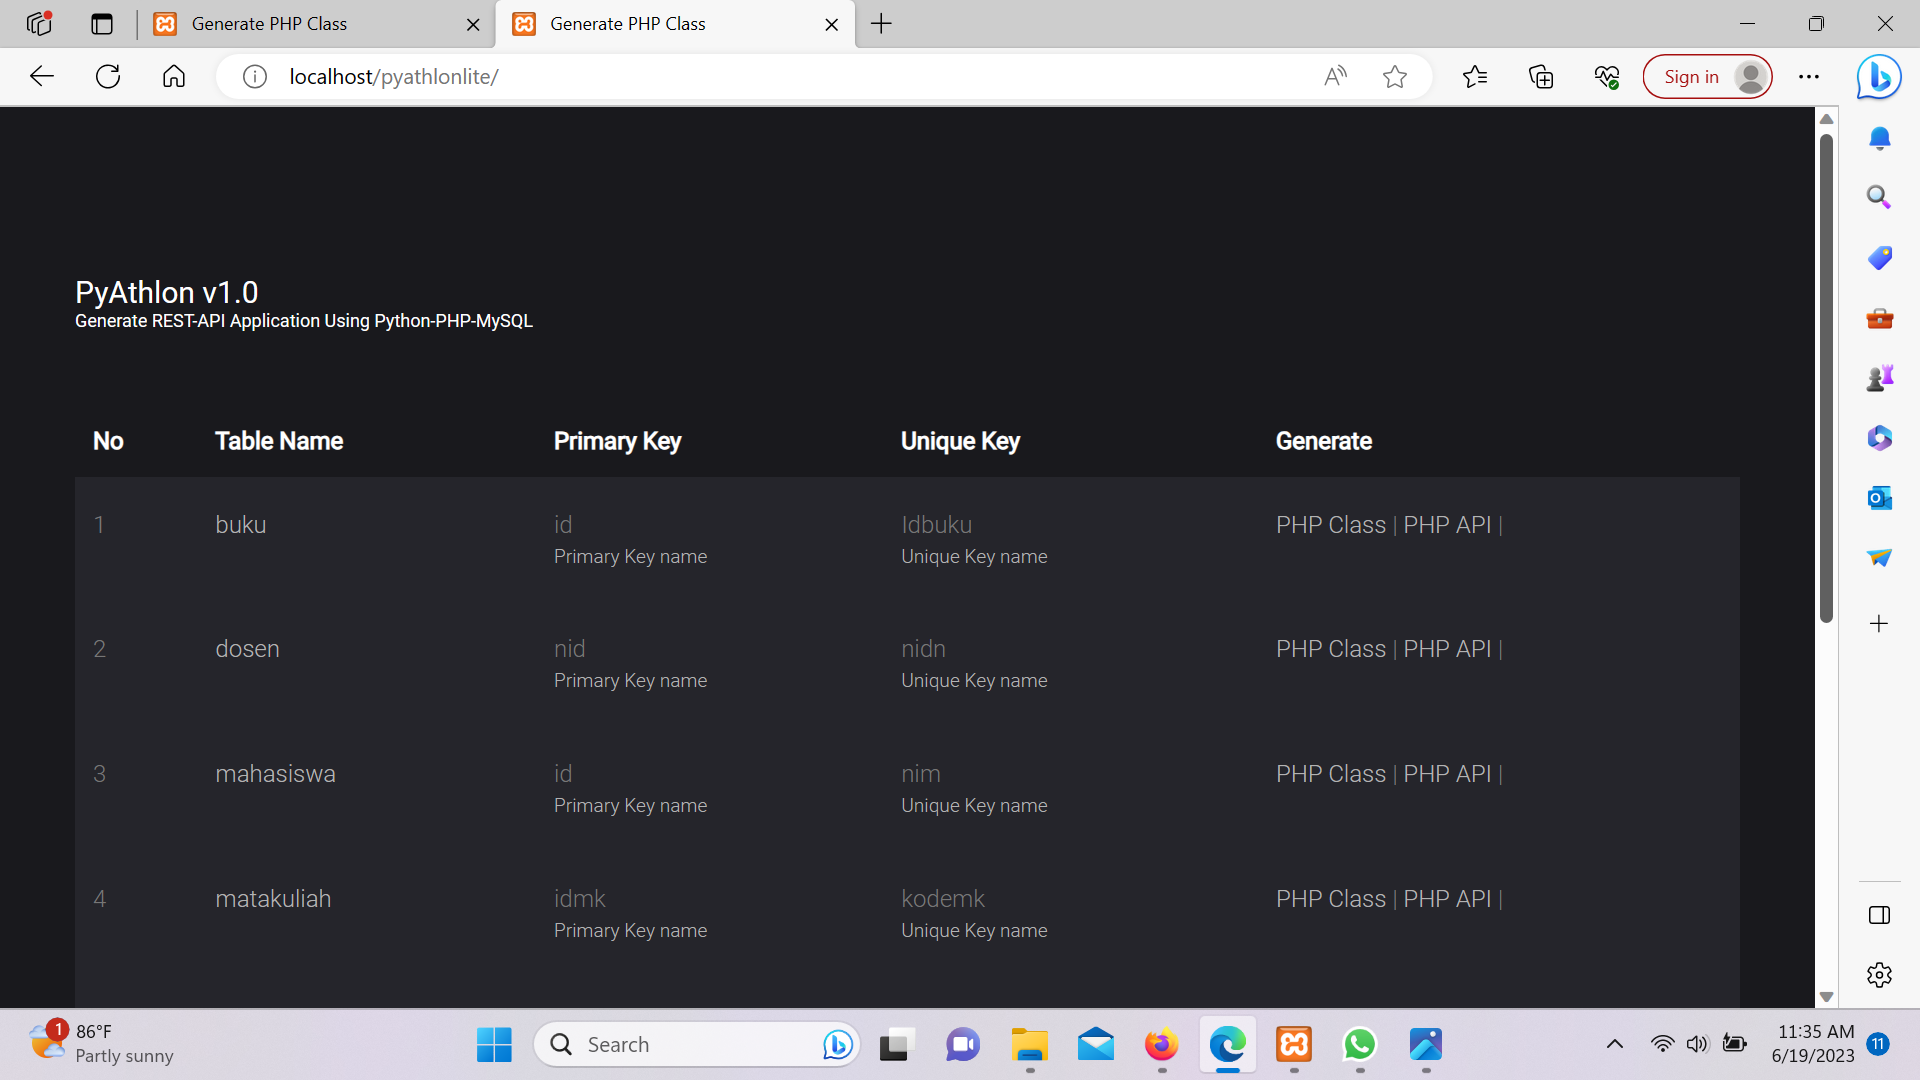 Generate PHP Class
Generate PHP Class
localhost/pyathlonlite/
Sign in
PyAthlon v1.0
Generate REST-API Application Using Python-PHP-MySQL
No Table Name Primary Key Unique Key Generate
1 buku id Idbuku PHP Class | PHP API |
Primary Key name Unique Key name
2 dosen nid nidn PHP Class | PHP API |
Primary Key name Unique Key name
3 mahasiswa id nim PHP Class | PHP API |
Primary Key name Unique Key name
4 matakuliah idmk kodemk PHP Class | PHP API |
Primary Key name Unique Key name
1 86°F
Partly sunny
Search
11:35 AM
6/19/2023
11